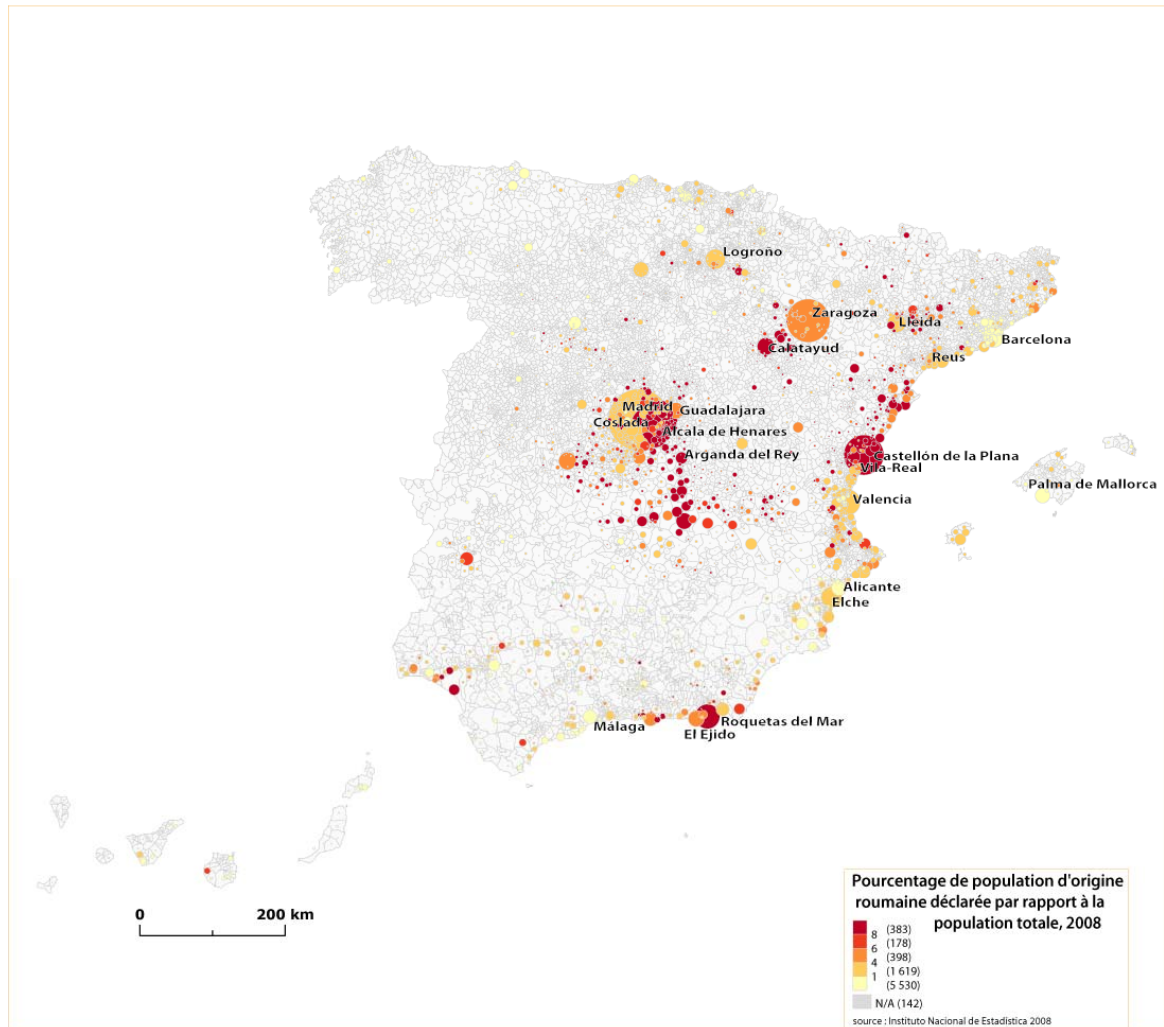 Logroño
Zaragoza
Lleida
Barcelona
Calatayud
Reus
Madrid
Guadalajara
Coslada
Alcala de Henares
Arganda del Rey
Castellón de la Plana
Vila-Real
Palma de Mallorca
Valencia
Alicante
Elche
Málaga
Roquetas del Mar
El Ejido
0 200 km
Pourcentage de population d'origine
roumaine déclarée par rapport à la
population totale, 2008
(383)
8
(178)
6
(398)
4
(1 619)
1
(5 530)
N/A (142)
source : Instituto Nacional de Estadística 2008